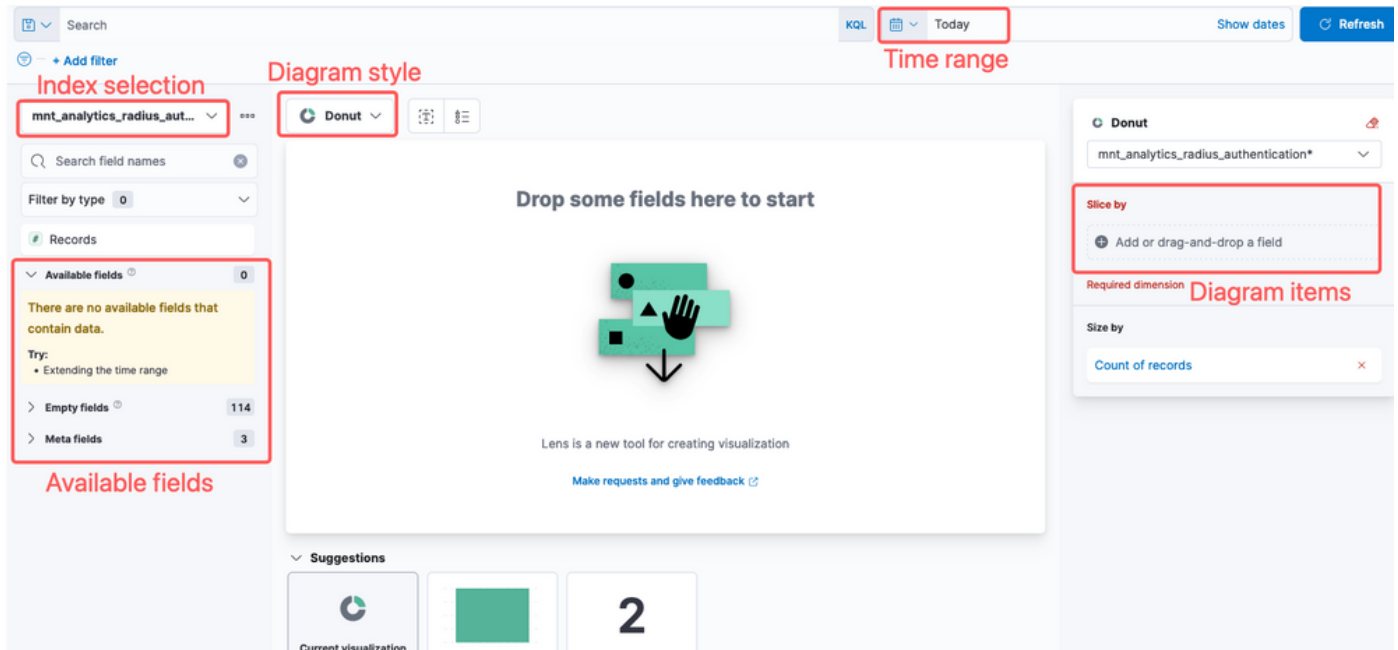 Search
KQL
Today
Show dates
Refresh
+ Add filter
Time range
Index selection
Diagram style
mnt_analytics_radius_aut...
Donut
Search field names
Filter by type 0
Records
Available fields 0
There are no available fields that
contain data.
Try:
• Extending the time range
Empty fields 114
Meta fields 3
Available fields
Drop some fields here to start
Lens is a new tool for creating visualization
Make requests and give feedback
Suggestions
Current visualization
2
Donut
mnt_analytics_radius_authentication*
Slice by
Add or drag-and-drop a field
Required dimension
Diagram items
Size by
Count of records